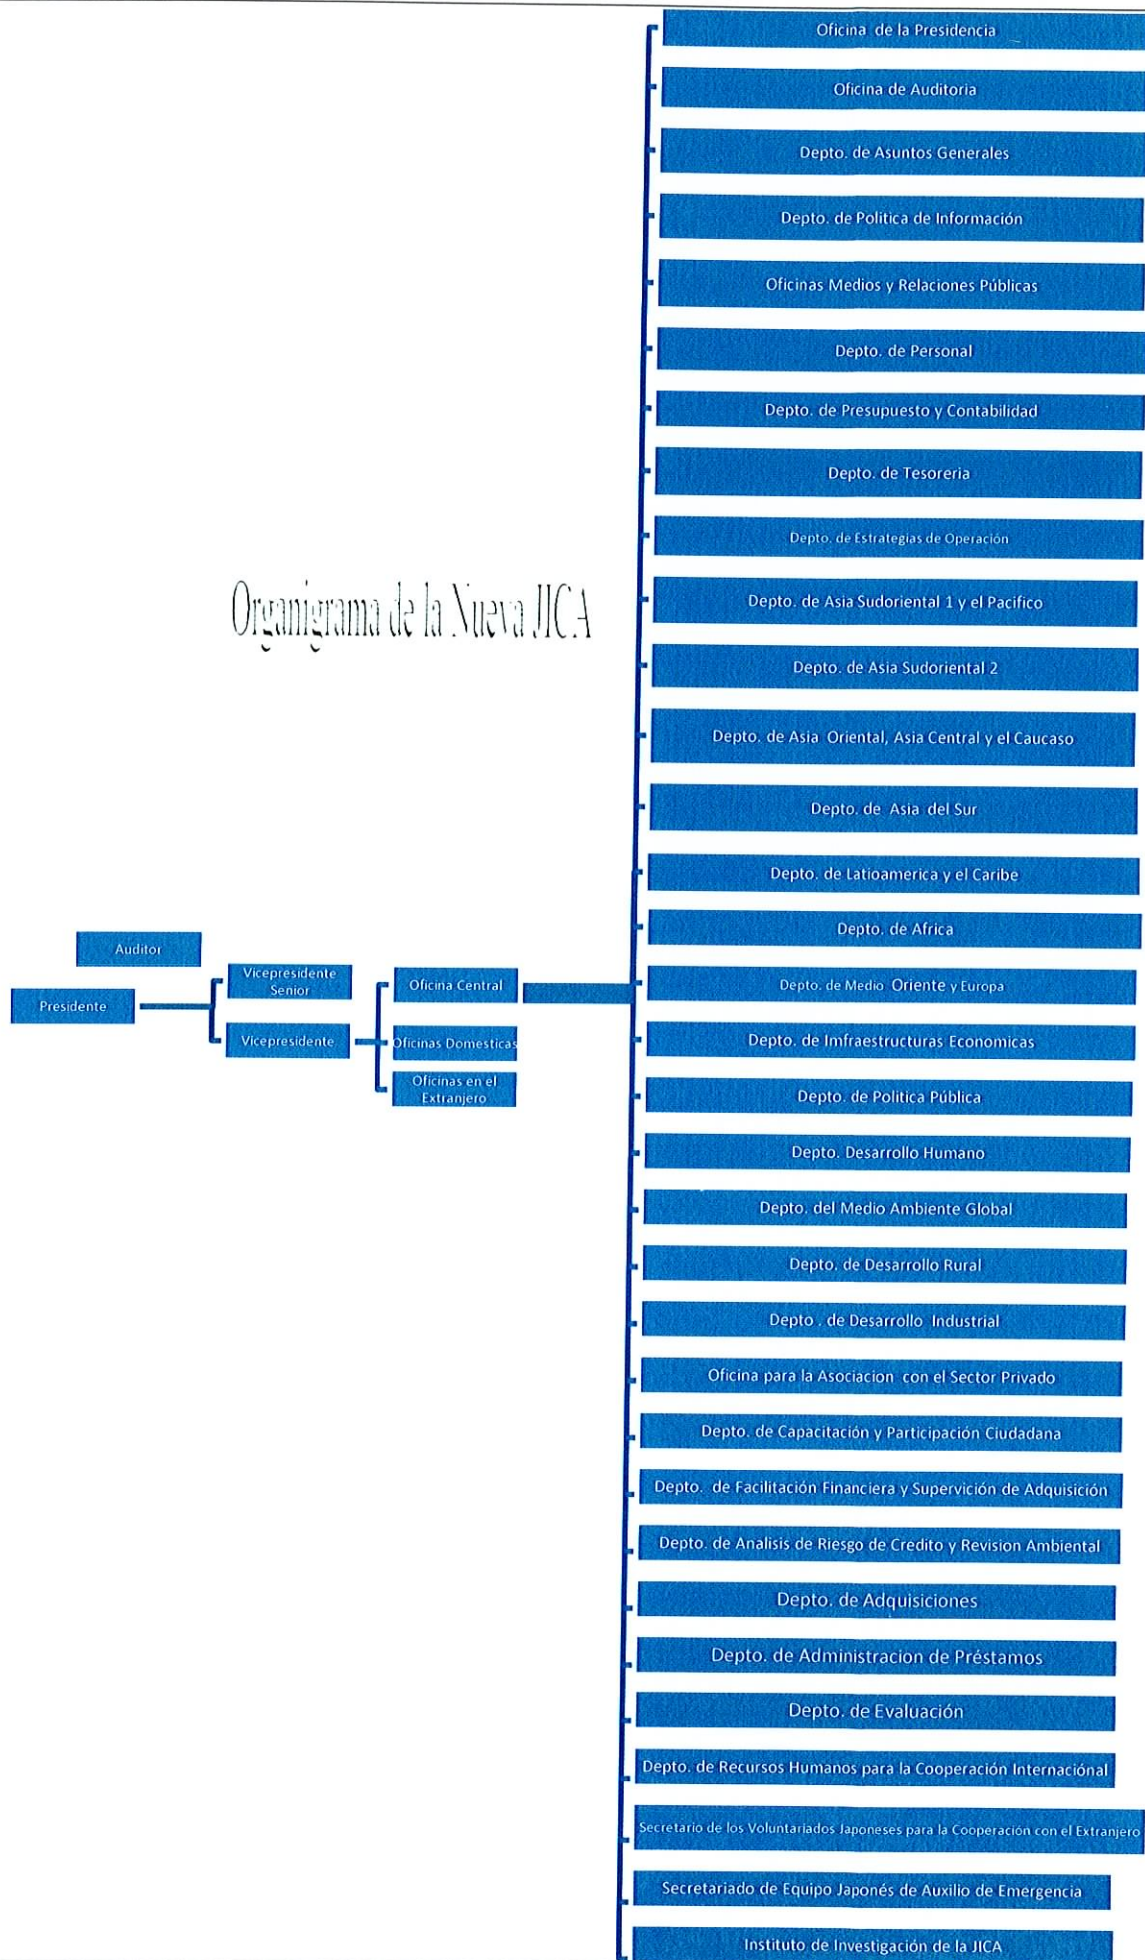 Organigrama de la Nueva JICA
Auditor
Presidente
Vicepresidente
Senior
Vicepresidente
Oficina Central
Oficinas Domesticas
Oficinas en el
Extranjero
Oficina de la Presidencia
Oficina de Auditoria
Depto. de Asuntos Generales
Depto. de Politica de Información
Oficinas Medios y Relaciones Públicas
Depto. de Personal
Depto. de Presupuesto y Contabilidad
Depto. de Tesoreria
Depto. de Estrategias de Operación
Depto. de Asia Sudoriental 1 y el Pacifico
Depto. de Asia Sudoriental 2
Depto. de Asia Oriental, Asia Central y el Caucaso
Depto. de Asia del Sur
Depto. de Latioamerica y el Caribe
Depto. de Africa
Depto. de Medio Oriente y Europa
Depto. de Imfraestructuras Economicas
Depto. de Politica Pública
Depto. Desarrollo Humano
Depto. del Medio Ambiente Global
Depto. de Desarrollo Rural
Depto . de Desarrollo Industrial
Oficina para la Asociacion con el Sector Privado
Depto. de Capacitación y Participación Ciudadana
Depto. de Facilitación Financiera y Supervición de Adquisición
Depto. de Analisis de Riesgo de Credito y Revision Ambiental
Depto. de Adquisiciones
Depto. de Administracion de Préstamos
Depto. de Evaluación
Depto. de Recursos Humanos para la Cooperación Internaciónal
Secretario de los Voluntariados Japoneses para la Cooperación con el Extranjero
Secretariado de Equipo Japonés de Auxilio de Emergencia
Instituto de Investigación de la JICA